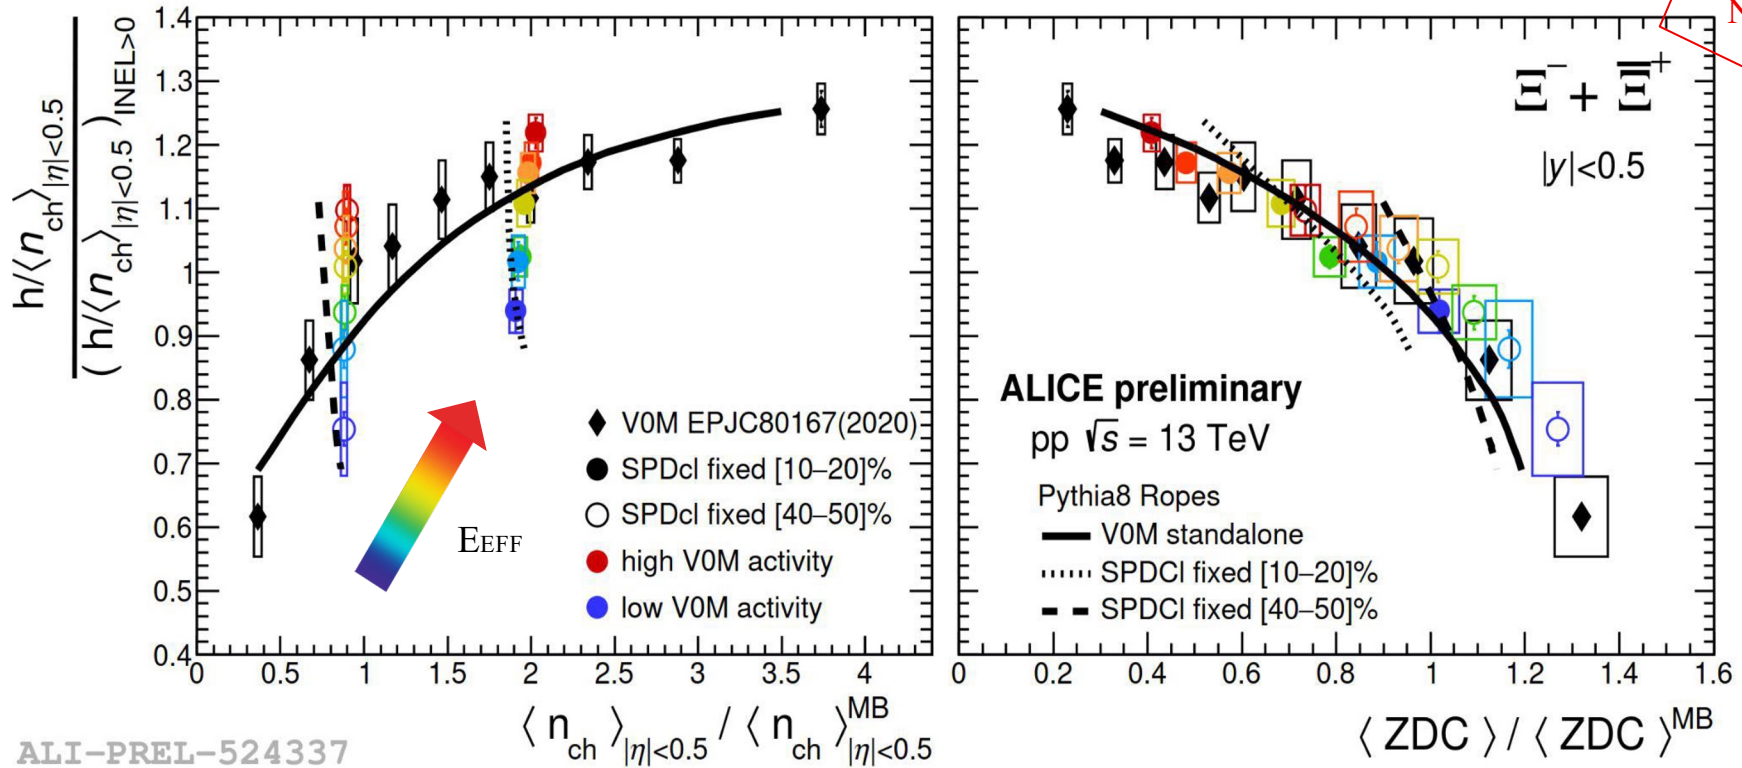 h/⟨n_ch⟩_|η|<0.5
( h/⟨n_ch⟩_|η|<0.5 )_INEL>0
1.4
1.3
1.2
1.1
1
0.9
0.8
0.7
0.6
0.5
0.4
0 0.5 1 1.5 2 2.5 3 3.5 4
⟨ n_ch ⟩_|η|<0.5 / ⟨ n_ch ⟩^MB_|η|<0.5
EEFF
V0M EPJC80167(2020)
SPDcl fixed [10–20]%
SPDcl fixed [40–50]%
high V0M activity
low V0M activity
N
Ξ⁻ + Ξ̅⁺
|y|<0.5
ALICE preliminary
pp √s = 13 TeV
Pythia8 Ropes
V0M standalone
SPDCl fixed [10–20]%
SPDCl fixed [40–50]%
0 0.2 0.4 0.6 0.8 1 1.2 1.4 1.6
⟨ ZDC ⟩ / ⟨ ZDC ⟩^MB
ALI-PREL-524337